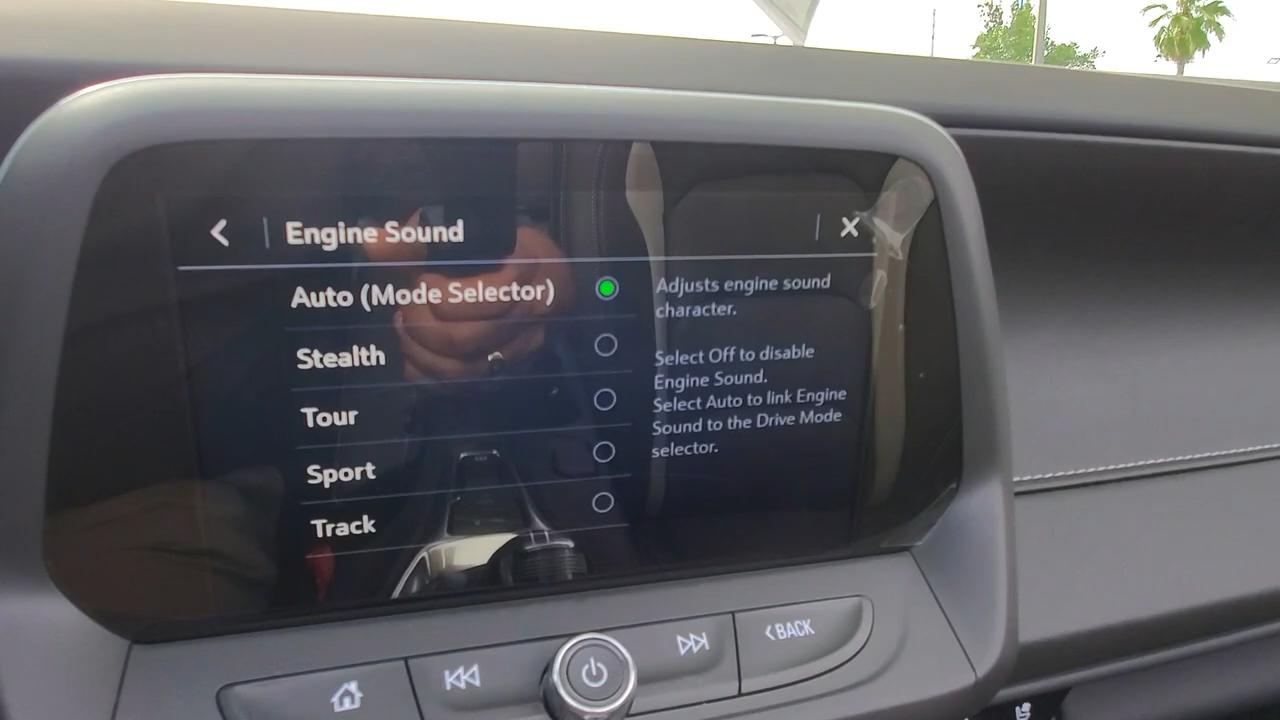 Engine Sound
Auto (Mode Selector)
Stealth
Tour
Sport
Track
Adjusts engine sound
character.
Select Off to disable
Engine Sound.
Select Auto to link Engine
Sound to the Drive Mode
selector.
BACK